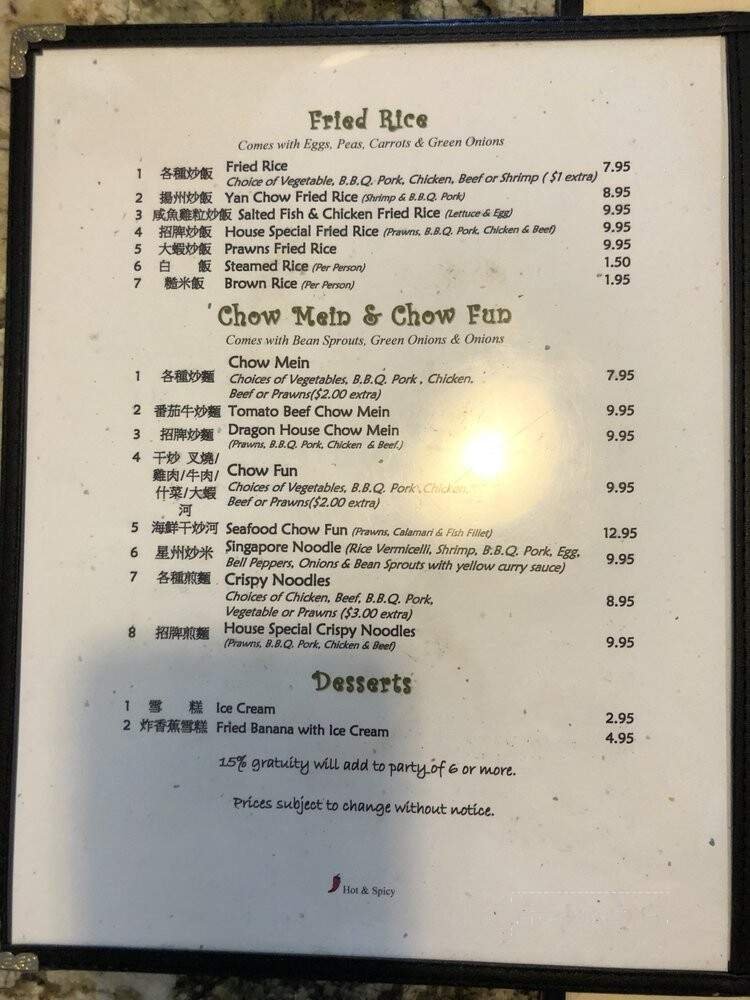 Fried Rice
Comes with Eggs, Peas, Carrots & Green Onions
1 各種炒飯 Fried Rice 7.95
Choice of Vegetable, B.B.Q. Pork, Chicken, Beef or Shrimp ( $1 extra)
2 揚州炒飯 Yan Chow Fried Rice (Shrimp & B.B.Q. Pork) 8.95
3 咸魚雞粒炒飯 Salted Fish & Chicken Fried Rice (Lettuce & Egg) 9.95
4 招牌炒飯 House Special Fried Rice (Prawns, B.B.Q. Pork, Chicken & Beef) 9.95
5 大蝦炒飯 Prawns Fried Rice 9.95
6 白 飯 Steamed Rice (Per Person) 1.50
7 糙米飯 Brown Rice (Per Person) 1.95
Chow Mein & Chow Fun
Comes with Bean Sprouts, Green Onions & Onions
1 各種炒麵 Chow Mein 7.95
Choices of Vegetables, B.B.Q. Pork , Chicken,
Beef or Prawns($2.00 extra)
2 番茄牛炒麵 Tomato Beef Chow Mein 9.95
3 招牌炒麵 Dragon House Chow Mein 9.95
(Prawns, B.B.Q. Pork, Chicken & Beef.)
4 干炒 叉燒/
雞肉/牛肉/ Chow Fun
什菜/大蝦 Choices of Vegetables, B.B.Q. Pork, Chicken, 9.95
河 Beef or Prawns($2.00 extra)
5 海鮮干炒河 Seafood Chow Fun (Prawns, Calamari & Fish Fillet) 12.95
6 星州炒米 Singapore Noodle (Rice Vermicelli, Shrimp, B.B.Q. Pork, Egg, 9.95
Bell Peppers, Onions & Bean Sprouts with yellow curry sauce)
7 各種煎麵 Crispy Noodles
Choices of Chicken, Beef, B.B.Q. Pork, 8.95
Vegetable or Prawns ($3.00 extra)
8 招牌煎麵 House Special Crispy Noodles 9.95
(Prawns, B.B.Q. Pork, Chicken & Beef)
Desserts
1 雪 糕 Ice Cream 2.95
2 炸香蕉雪糕 Fried Banana with Ice Cream 4.95
15% gratuity will add to party of 6 or more.
Prices subject to change without notice.
Hot & Spicy